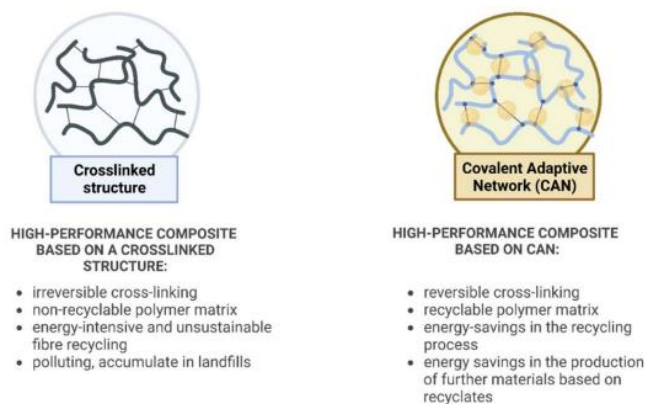 Crosslinked
structure
HIGH-PERFORMANCE COMPOSITE
BASED ON A CROSSLINKED
STRUCTURE:
• irreversible cross-linking
• non-recyclable polymer matrix
• energy-intensive and unsustainable
fibre recycling
• polluting, accumulate in landfills
Covalent Adaptive
Network (CAN)
HIGH-PERFORMANCE COMPOSITE
BASED ON CAN:
• reversible cross-linking
• recyclable polymer matrix
• energy-savings in the recycling
process
• energy savings in the production
of further materials based on
recyclates